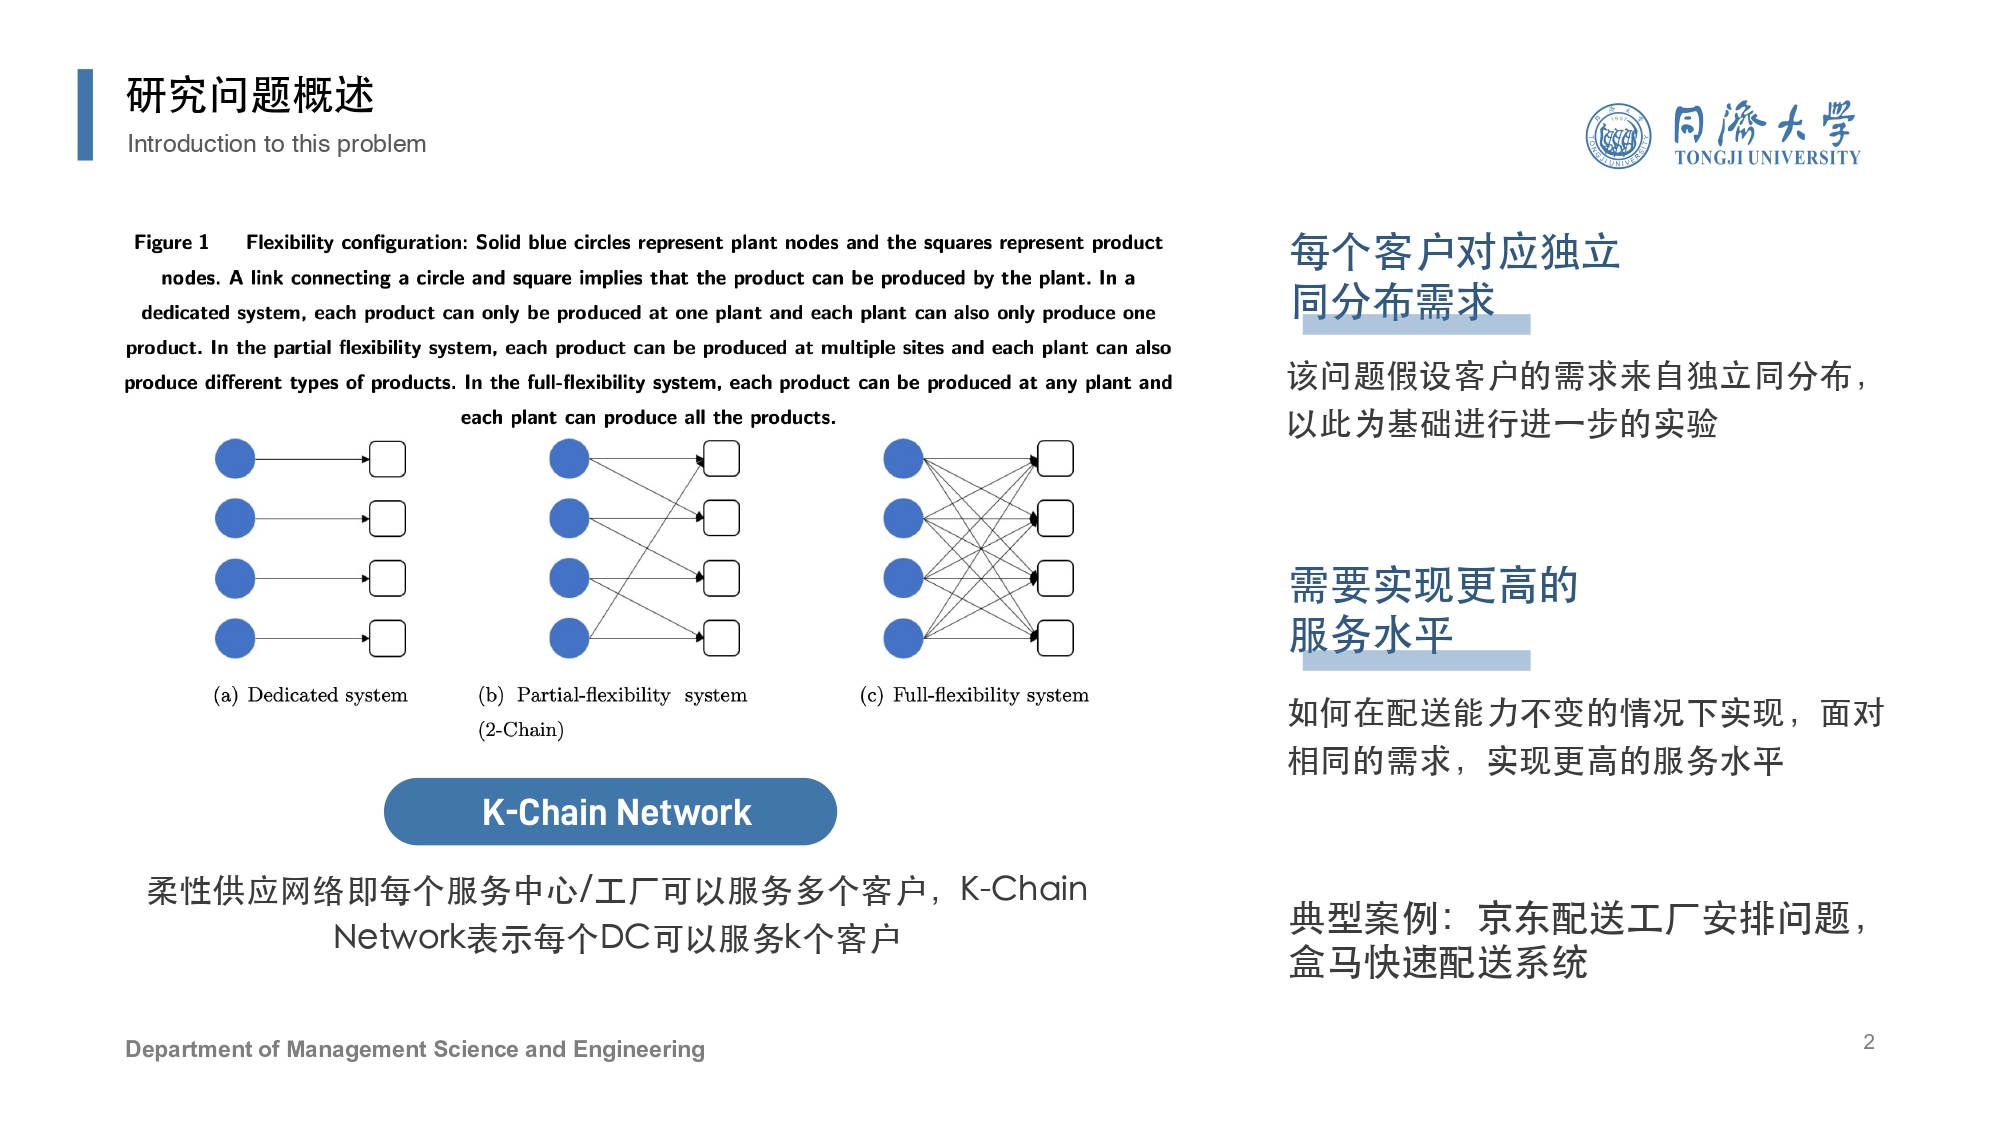 研究问题概述
Introduction to this problem
同濟大学
TONGJI UNIVERSITY
Figure 1 Flexibility configuration: Solid blue circles represent plant nodes and the squares represent product
nodes. A link connecting a circle and square implies that the product can be produced by the plant. In a
dedicated system, each product can only be produced at one plant and each plant can also only produce one
product. In the partial flexibility system, each product can be produced at multiple sites and each plant can also
produce different types of products. In the full-flexibility system, each product can be produced at any plant and
each plant can produce all the products.
(a) Dedicated system
(b) Partial-flexibility system
(2-Chain)
(c) Full-flexibility system
K-Chain Network
柔性供应网络即每个服务中心/工厂可以服务多个客户，K-Chain
Network表示每个DC可以服务k个客户
每个客户对应独立
同分布需求
该问题假设客户的需求来自独立同分布，
以此为基础进行进一步的实验
需要实现更高的
服务水平
如何在配送能力不变的情况下实现，面对
相同的需求，实现更高的服务水平
典型案例：京东配送工厂安排问题，
盒马快速配送系统
Department of Management Science and Engineering
2